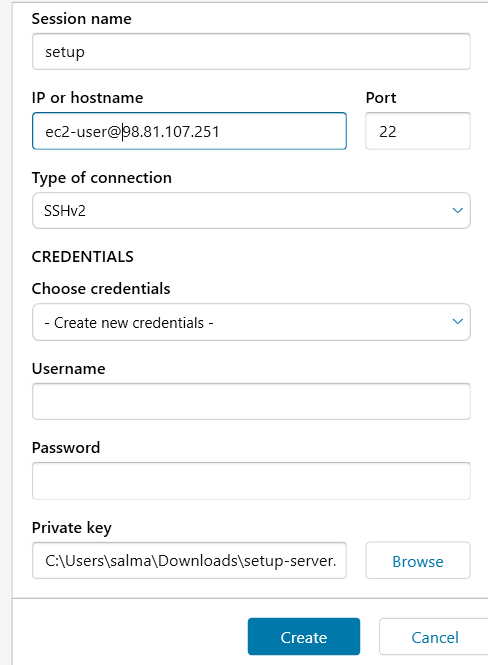 Session name
setup
IP or hostname Port
ec2-user@98.81.107.251 22
Type of connection
SSHv2
CREDENTIALS
Choose credentials
- Create new credentials -
Username
Password
Private key
C:\Users\salma\Downloads\setup-server. Browse
Create Cancel